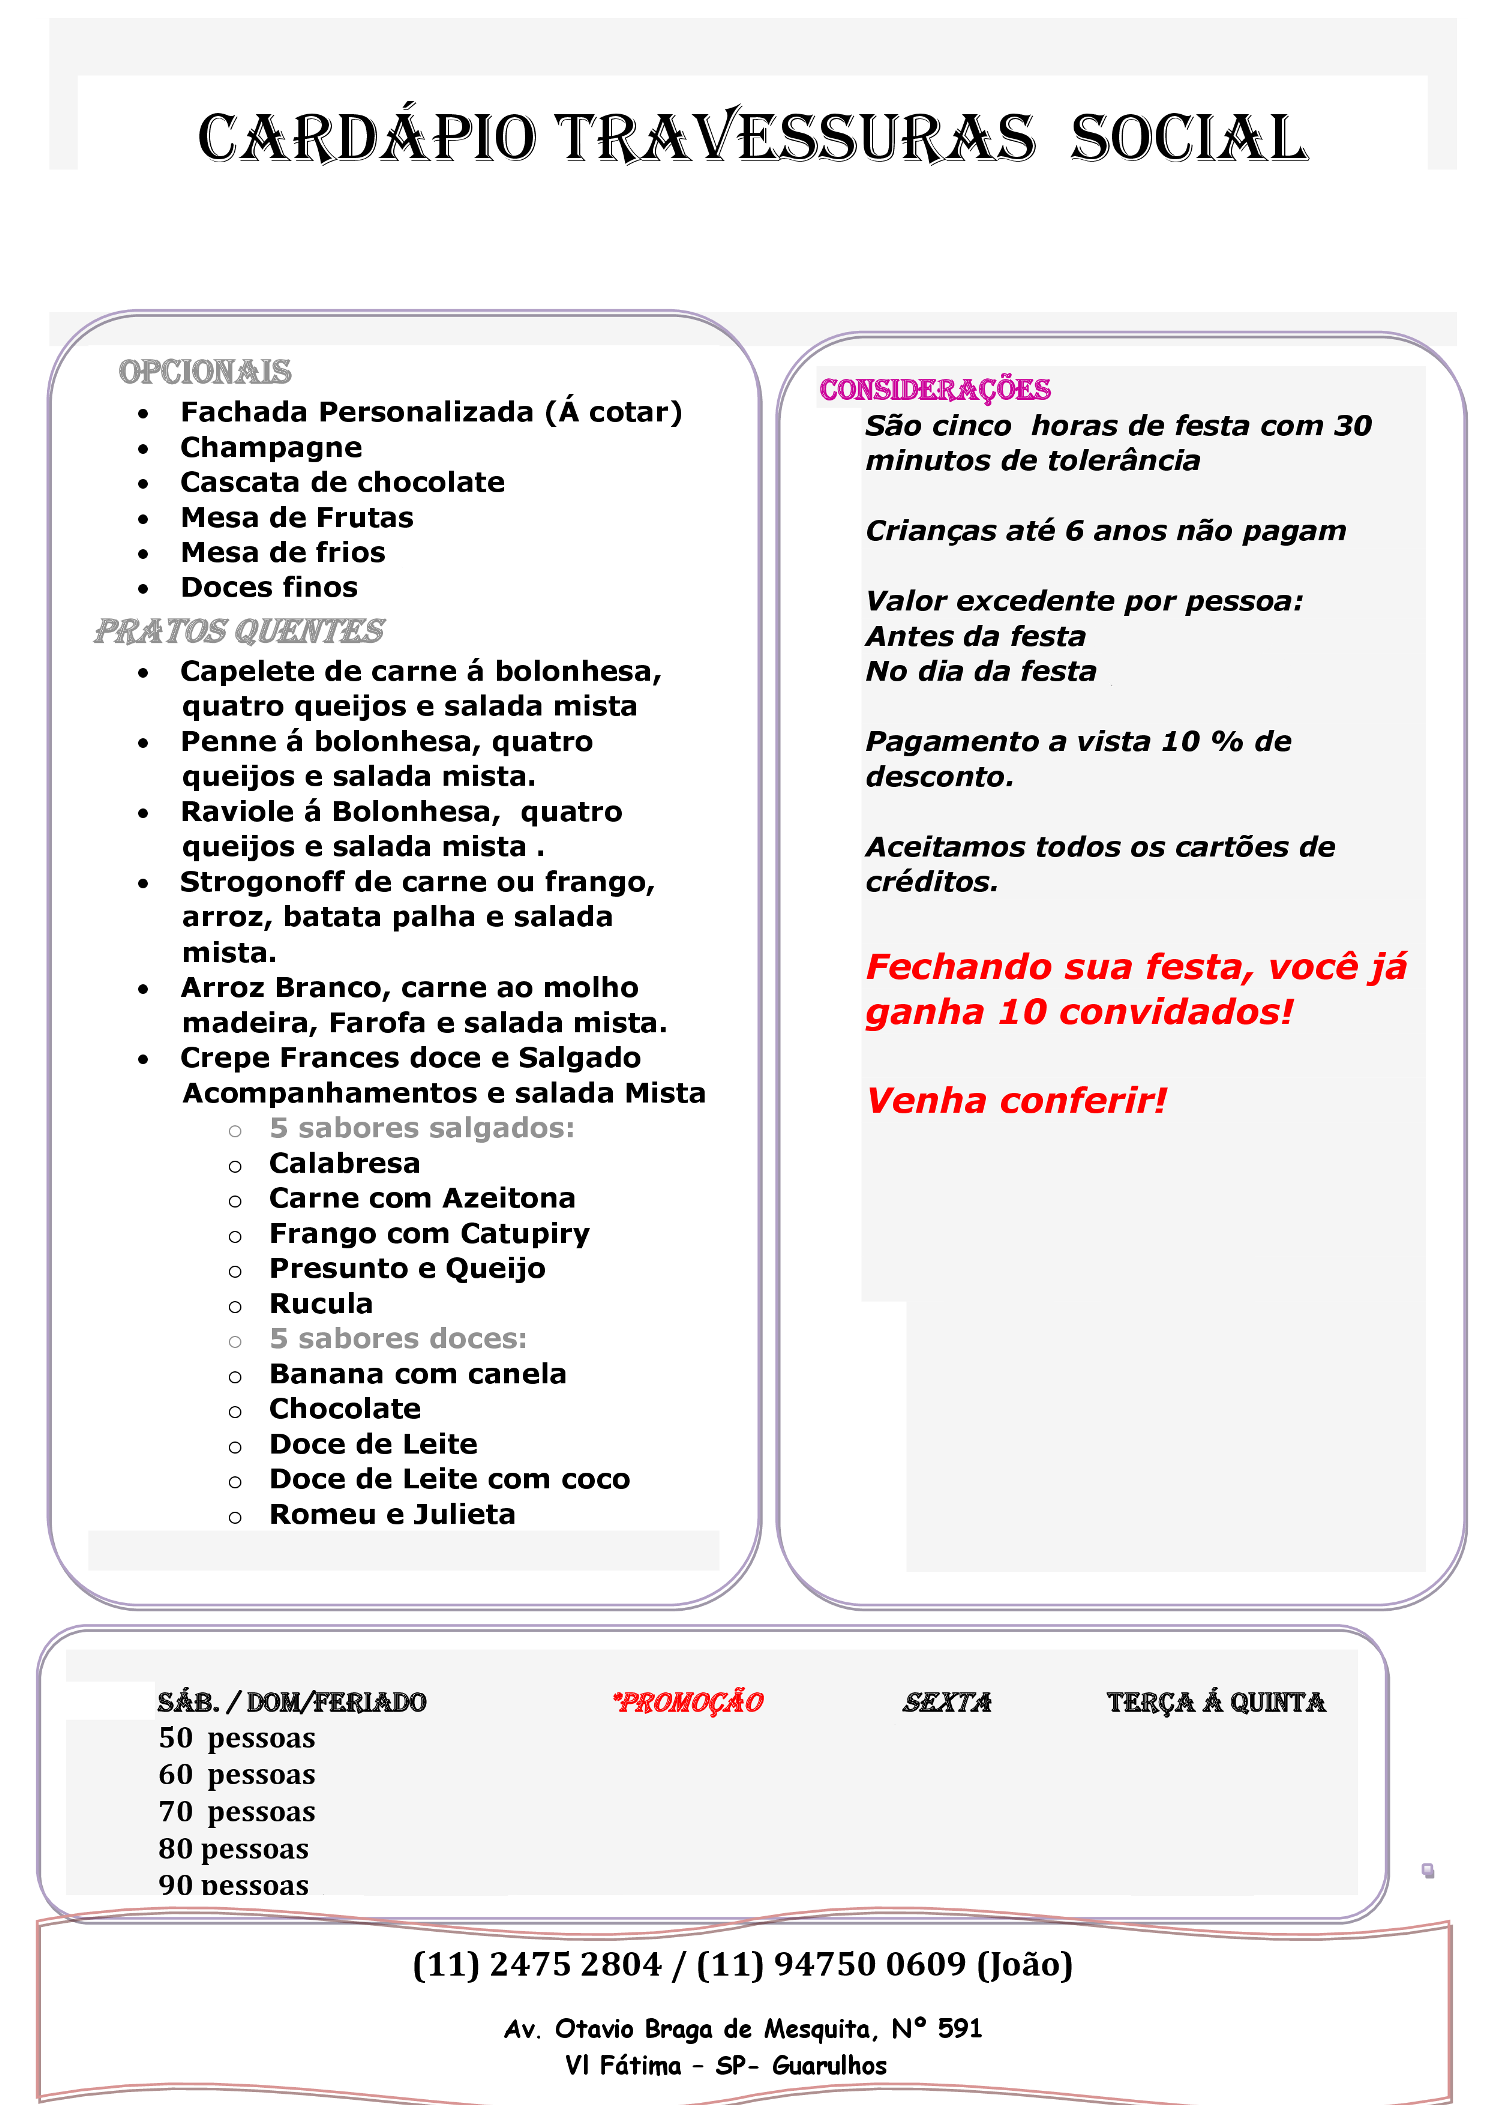 CARDÁPIO TRAVESSURAS SOCIAL
OPCIONAIS
• Fachada Personalizada (Á cotar)
• Champagne
• Cascata de chocolate
• Mesa de Frutas
• Mesa de frios
• Doces finos
PRATOS QUENTES
• Capelete de carne á bolonhesa,
quatro queijos e salada mista
• Penne á bolonhesa, quatro
queijos e salada mista.
• Raviole á Bolonhesa, quatro
queijos e salada mista .
• Strogonoff de carne ou frango,
arroz, batata palha e salada
mista.
• Arroz Branco, carne ao molho
madeira, Farofa e salada mista.
• Crepe Frances doce e Salgado
Acompanhamentos e salada Mista
o 5 sabores salgados:
o Calabresa
o Carne com Azeitona
o Frango com Catupiry
o Presunto e Queijo
o Rucula
o 5 sabores doces:
o Banana com canela
o Chocolate
o Doce de Leite
o Doce de Leite com coco
o Romeu e Julieta
CONSIDERAÇÕES
São cinco horas de festa com 30
minutos de tolerância
Crianças até 6 anos não pagam
Valor excedente por pessoa:
Antes da festa
No dia da festa
Pagamento a vista 10 % de
desconto.
Aceitamos todos os cartões de
créditos.
Fechando sua festa, você já
ganha 10 convidados!
Venha conferir!
SÁB. / DOM/FERIADO *PROMOÇÃO SEXTA TERÇA Á QUINTA
50 pessoas
60 pessoas
70 pessoas
80 pessoas
90 pessoas
(11) 2475 2804 / (11) 94750 0609 (João)
Av. Otavio Braga de Mesquita, Nº 591
Vl Fátima – SP- Guarulhos